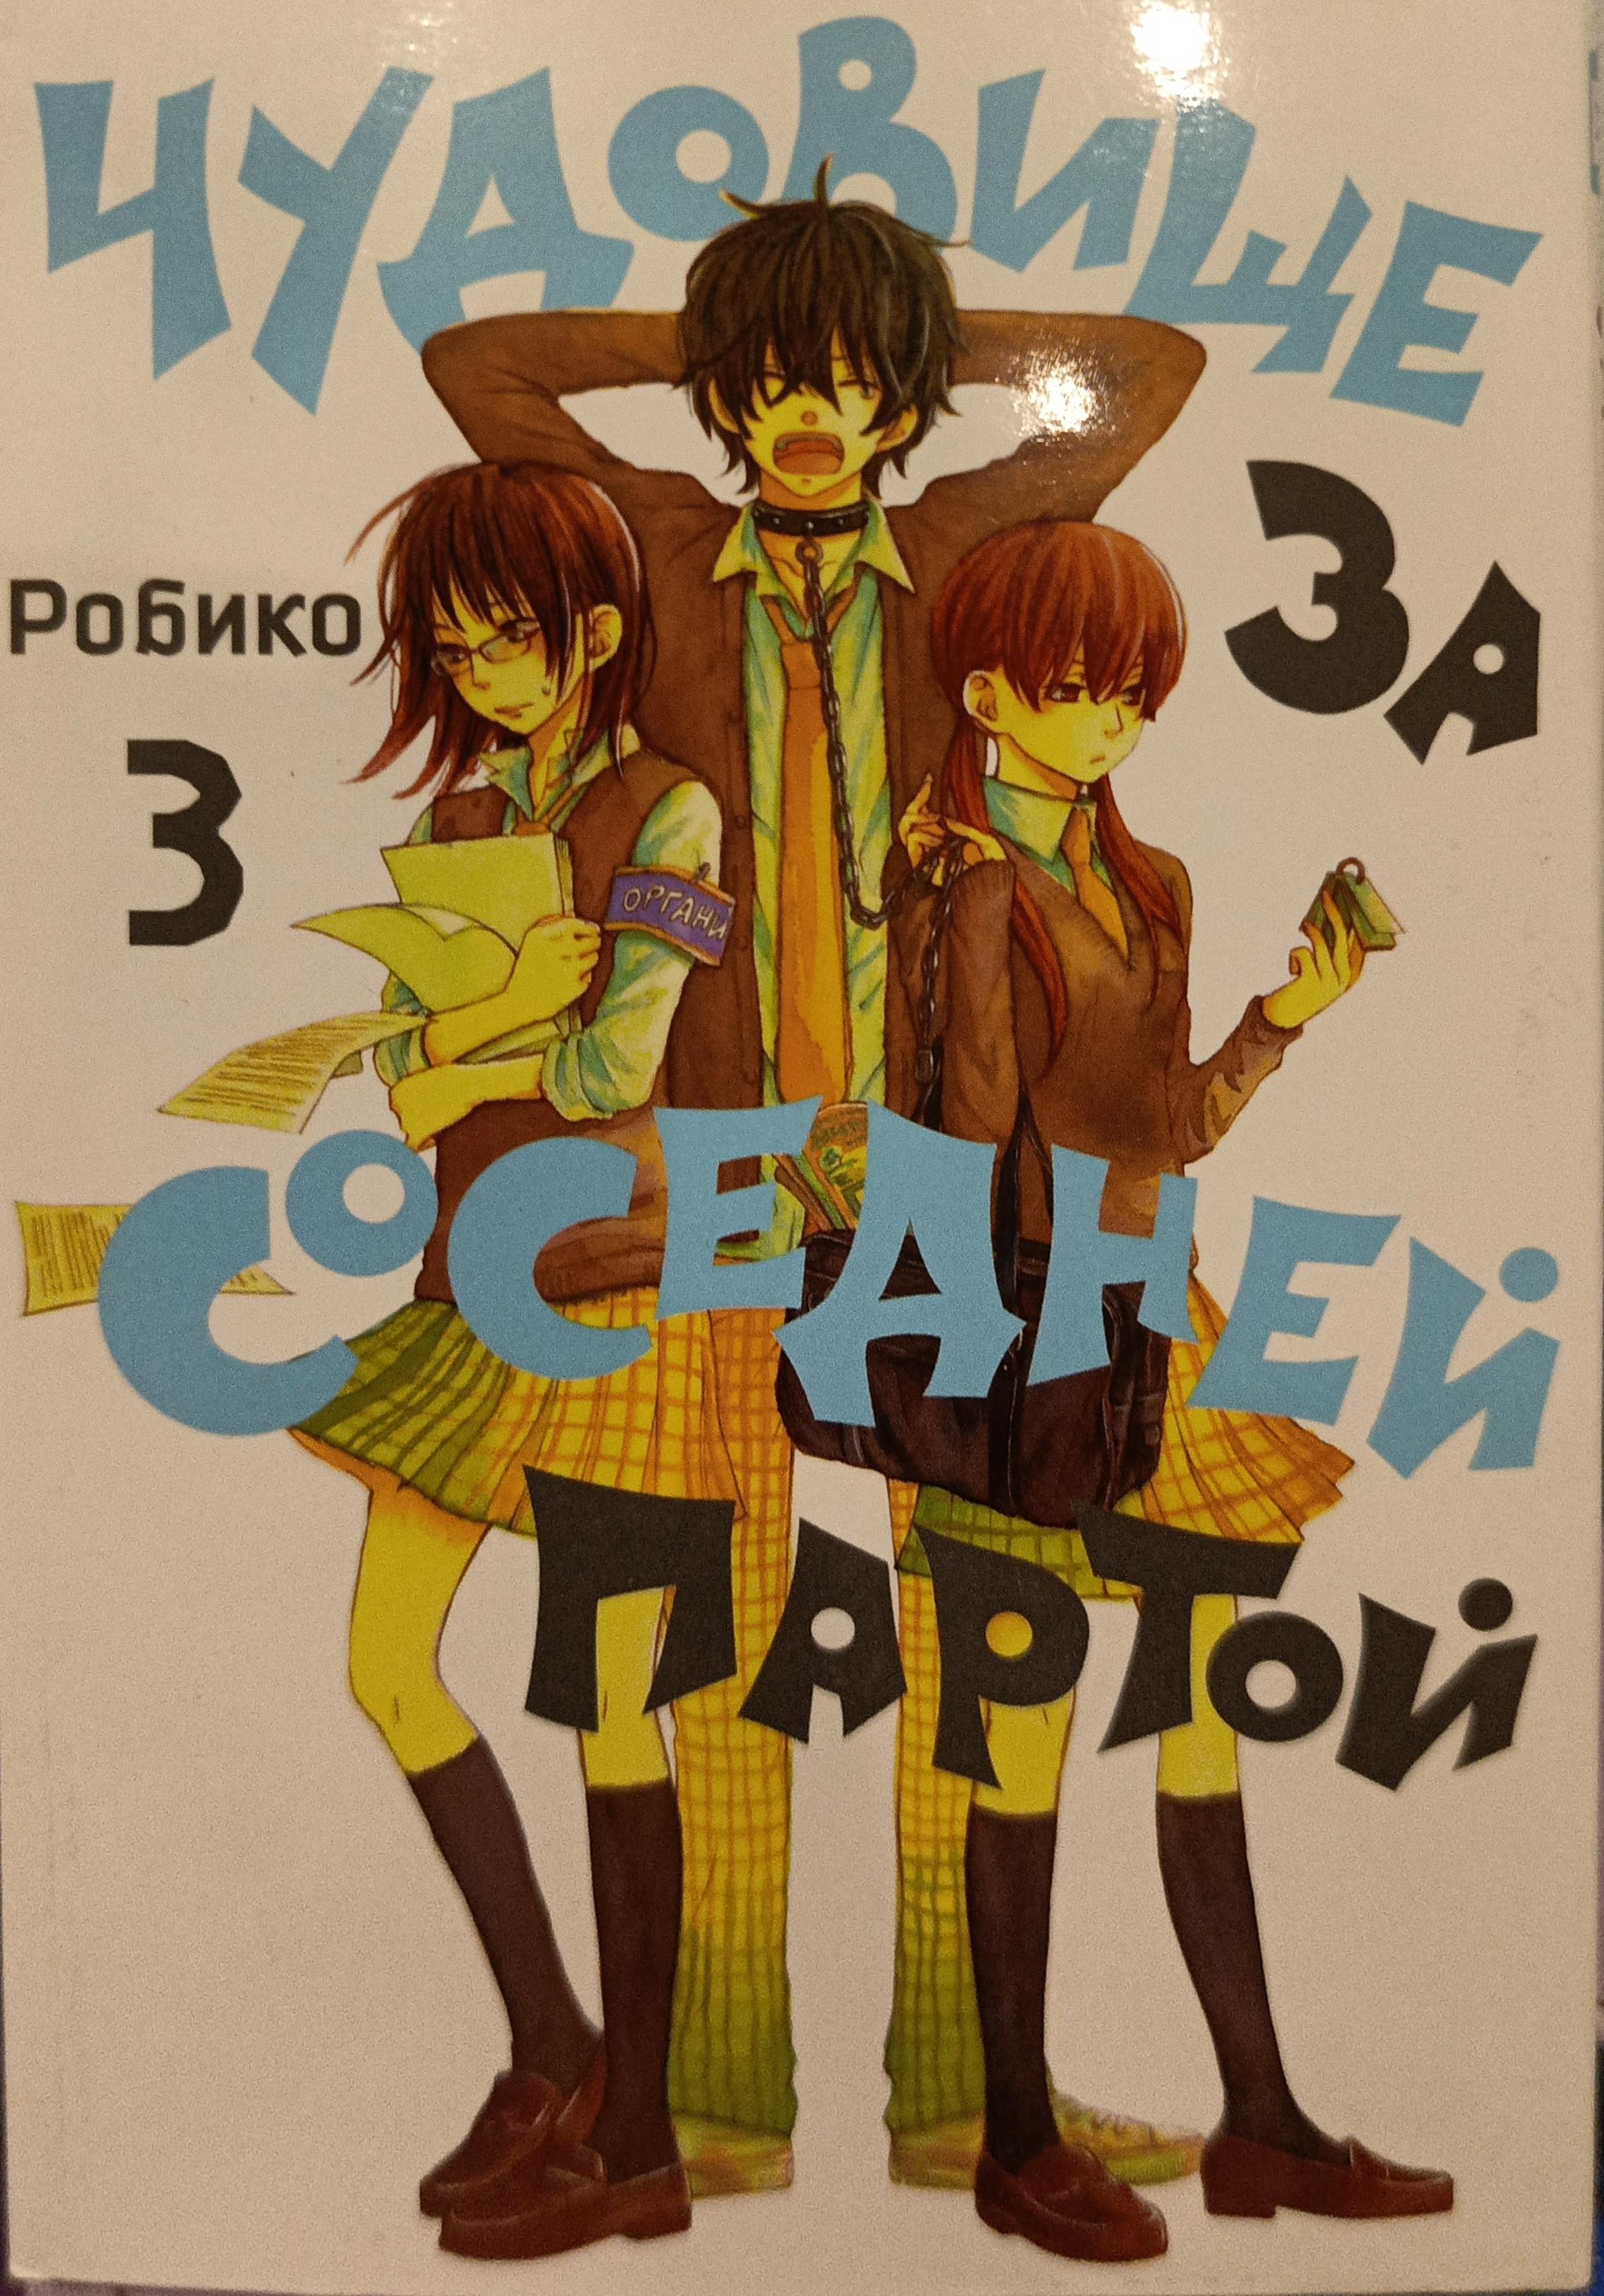 ЧУДОВИЩЕ
ЗА
Робико
3
ОРГАНИ
СОСЕДНЕЙ
ПАРТОЙ